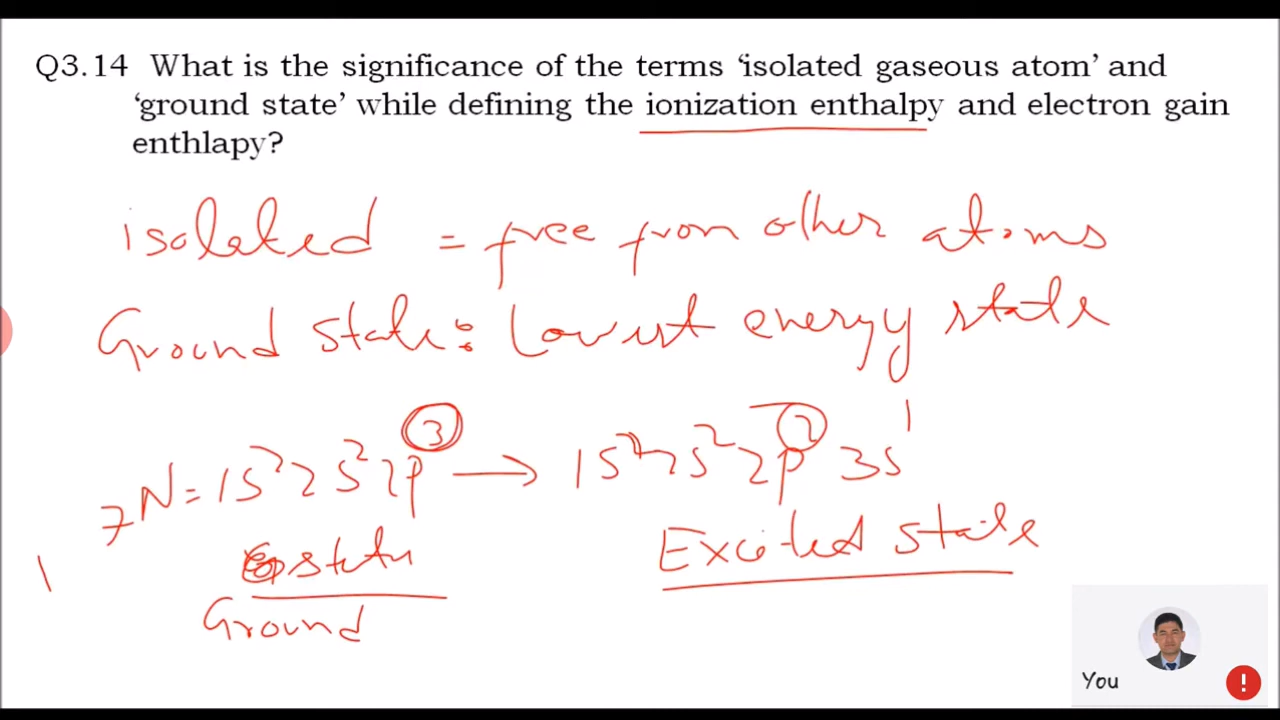 Q3.14 What is the significance of the terms ‘isolated gaseous atom’ and
‘ground state’ while defining the ionization enthalpy and electron gain
enthlapy?
isolated = free from other atoms
Ground state: Lowest energy state
₇N = 1s² 2s² 2p³ → 1s² 2s² 2p² 3s¹
state Excited state
Ground
You